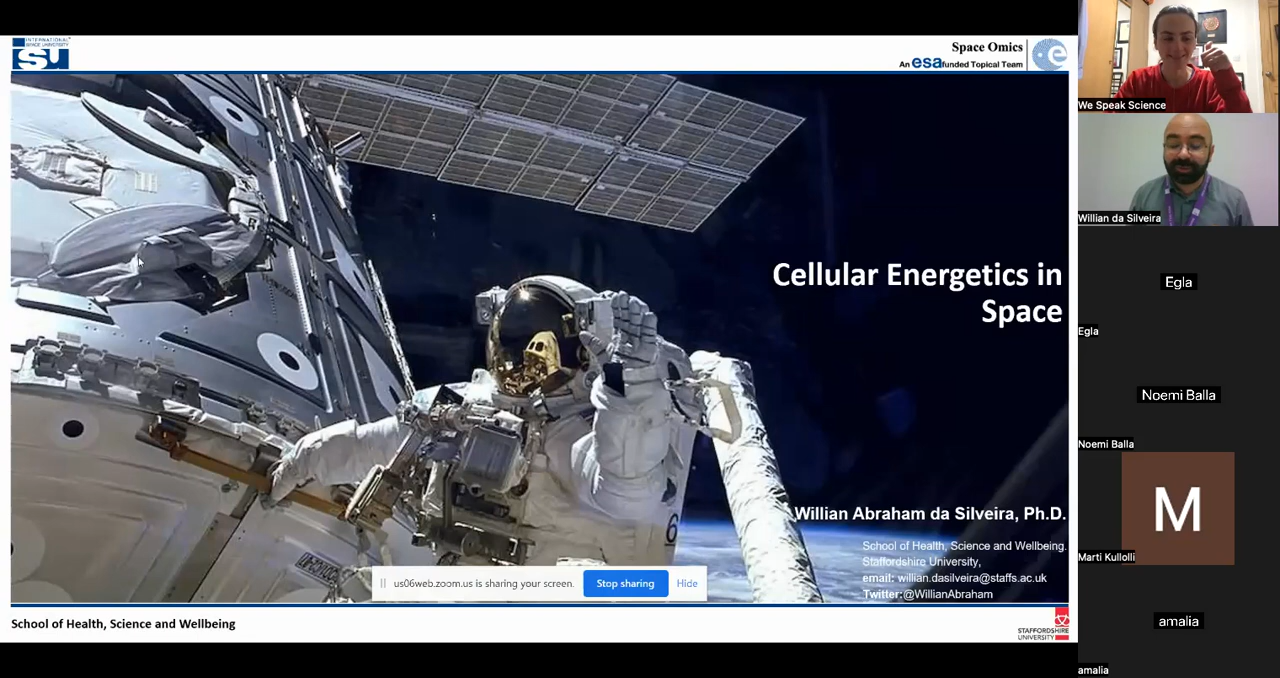 INTERNATIONAL
SPACE UNIVERSITY
ISU
Space Omics
An esa funded Topical Team
esa
Cellular Energetics in
Space
6
Willian Abraham da Silveira, Ph.D.
School of Health, Science and Wellbeing.
Staffordshire University,
email: willian.dasilveira@staffs.ac.uk
Twitter:@WillianAbraham
us06web.zoom.us is sharing your screen.
Stop sharing
Hide
School of Health, Science and Wellbeing
STAFFORDSHIRE
UNIVERSITY
We Speak Science
Willian da Silveira
Egla
Egla
Noemi Balla
Noemi Balla
M
Marti Kullolli
amalia
amalia